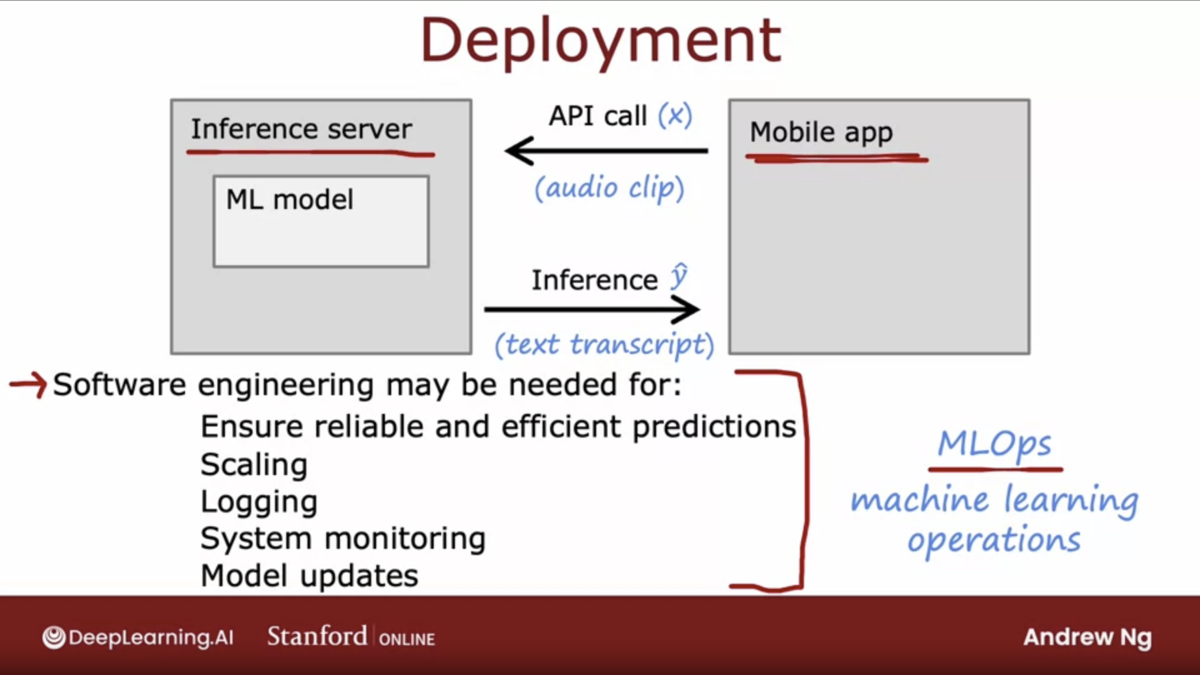 Deployment
Inference server
ML model
API call (x)
(audio clip)
Inference ŷ
(text transcript)
Mobile app
Software engineering may be needed for:
Ensure reliable and efficient predictions
Scaling
Logging
System monitoring
Model updates
MLOps
machine learning
operations
DeepLearning.AI
Stanford ONLINE
Andrew Ng